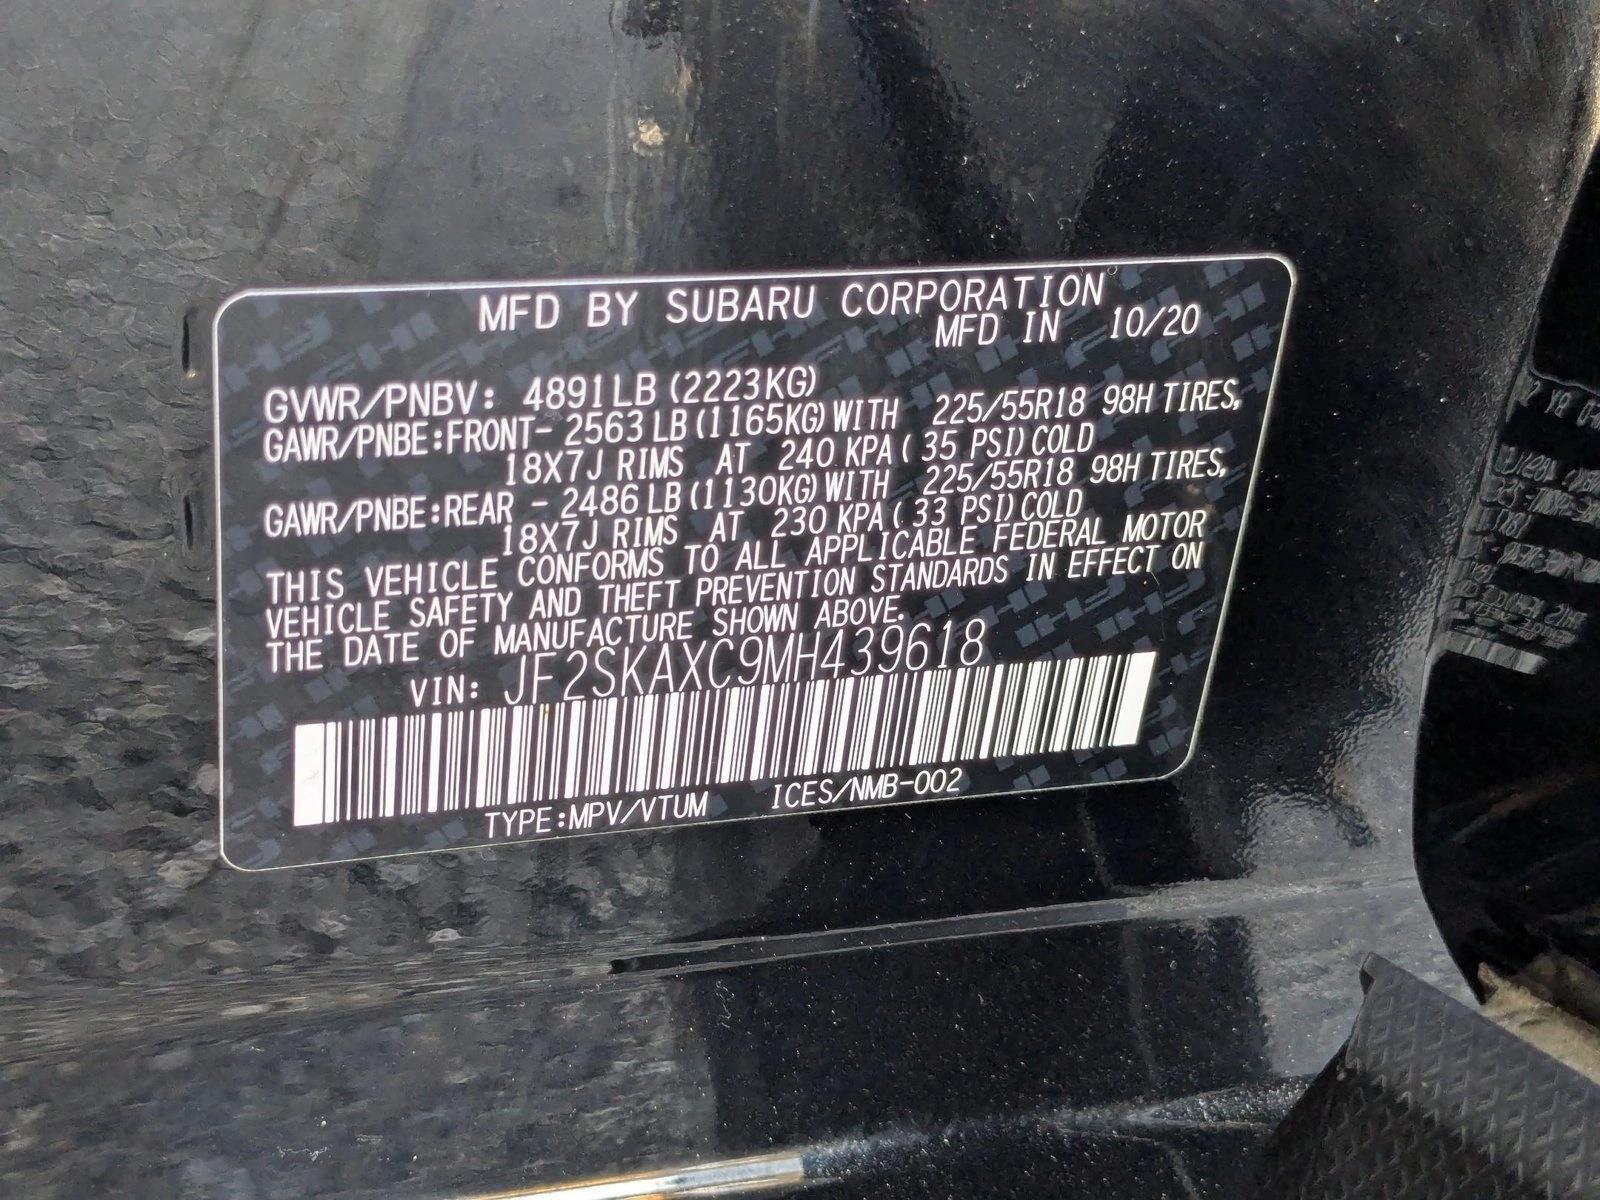 MFD BY SUBARU CORPORATION
MFD IN 10/20
GVWR/PNBV: 4891LB (2223KG)
GAWR/PNBE:FRONT- 2563 LB (1165KG) WITH 225/55R18 98H TIRES,
18X7J RIMS AT 240 KPA ( 35 PSI) COLD
GAWR/PNBE:REAR - 2486 LB (1130KG) WITH 225/55R18 98H TIRES,
18X7J RIMS AT 230 KPA ( 33 PSI) COLD
THIS VEHICLE CONFORMS TO ALL APPLICABLE FEDERAL MOTOR
VEHICLE SAFETY AND THEFT PREVENTION STANDARDS IN EFFECT ON
THE DATE OF MANUFACTURE SHOWN ABOVE.
VIN: JF2SKAXC9MH439618
TYPE:MPV/VTUM ICES/NMB-002